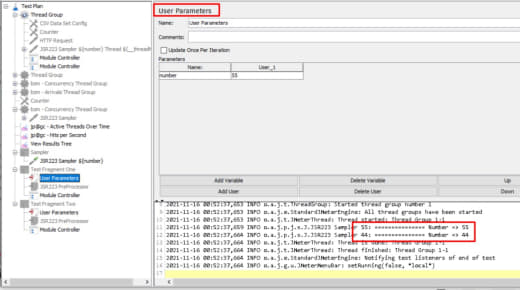 Test Plan
Thread Group
CSV Data Set Config
Counter
HTTP Request
JSR223 Sampler ${number} Thread ${__thread
Module Controller
Module Controller
Thread Group
bzm - Concurrency Thread Group
bzm - Arrivals Thread Group
Counter
bzm - Concurrency Thread Group
JSR223 Sampler
jp@gc - Active Threads Over Time
jp@gc - Hits per Second
View Results Tree
Sampler
JSR223 Sampler ${number}
Test Fragment One
User Parameters
JSR223 PreProcessor
Module Controller
Test Fragment Two
User Parameters
JSR223 PreProcessor
Module Controller
User Parameters
Name: User Parameters
Comments:
Update Once Per Iteration
Parameters
Name: User_1
number 55
Add Variable Delete Variable Up
Add User Delete User Down
2021-11-16 00:52:37,653 INFO o.a.j.t.ThreadGroup: Started thread group number 1
9 2021-11-16 00:52:37,653 INFO o.a.j.e.StandardJMeterEngine: All thread groups have been started
10 2021-11-16 00:52:37,654 INFO o.a.j.t.JMeterThread: Thread started: Thread Group 1-1
11 2021-11-16 00:52:37,659 INFO o.a.j.p.j.s.J.JSR223 Sampler 55: ================ Number => 55
12 2021-11-16 00:52:37,664 INFO o.a.j.p.j.s.J.JSR223 Sampler 44: ================ Number => 44
13 2021-11-16 00:52:37,664 INFO o.a.j.t.JMeterThread: Thread is done: Thread Group 1-1
14 2021-11-16 00:52:37,664 INFO o.a.j.t.JMeterThread: Thread finished: Thread Group 1-1
15 2021-11-16 00:52:37,664 INFO o.a.j.e.StandardJMeterEngine: Notifying test listeners of end of test
16 2021-11-16 00:52:37,664 INFO o.a.j.g.u.JMeterMenuBar: setRunning(false, *local*)
17